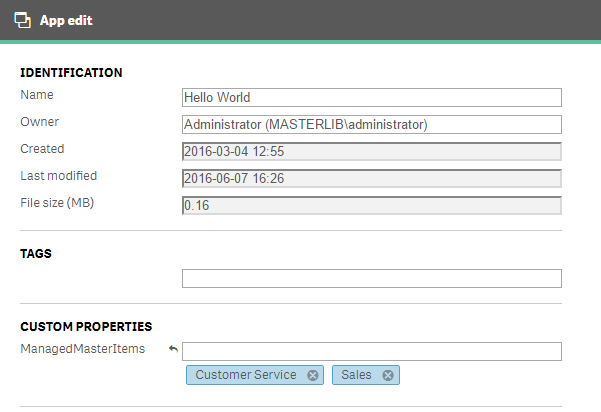 App edit
IDENTIFICATION
Name Hello World
Owner Administrator (MASTERLIB\administrator)
Created 2016-03-04 12:55
Last modified 2016-06-07 16:26
File size (MB) 0.16
TAGS
CUSTOM PROPERTIES
ManagedMasterItems
Customer Service Sales